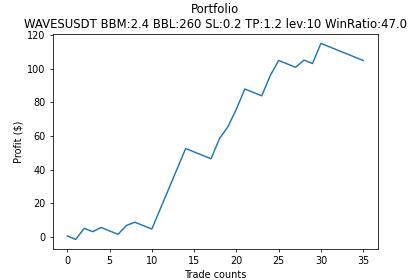 Portfolio
WAVESUSDT BBM:2.4 BBL:260 SL:0.2 TP:1.2 lev:10 WinRatio:47.0
120
100
80
60
40
20
0
Profit ($)
0 5 10 15 20 25 30 35
Trade counts